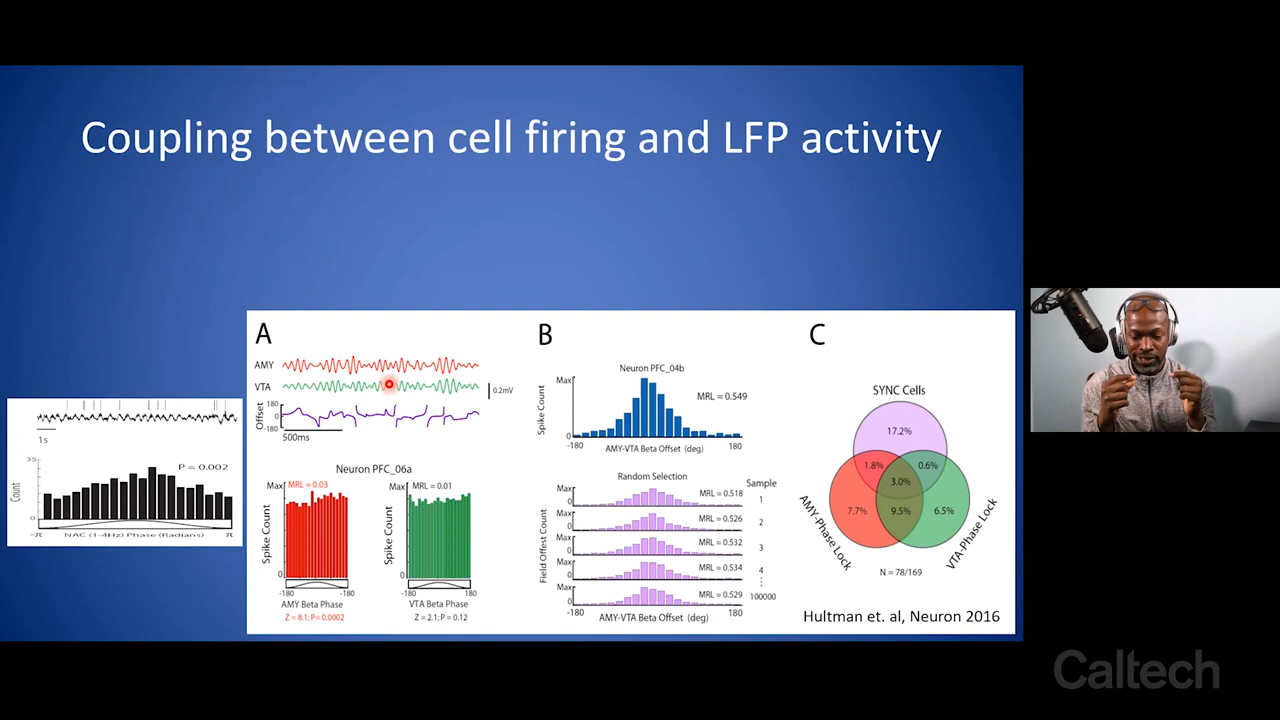 Coupling between cell firing and LFP activity
1s
35
P = 0.002
Count
0
-π NAC (1-4Hz) Phase (Radians) π
A
AMY
VTA
0.2mV
180
0
-180
Offset
500ms
Neuron PFC_06a
Max MRL = 0.03
Spike Count
0
-180 -180
AMY Beta Phase
Z = 8.1; P= 0.0002
Max MRL = 0.01
Spike Count
0
-180 180
VTA Beta Phase
Z = 2.1; P = 0.12
B
Neuron PFC_04b
Max
MRL = 0.549
Spike Count
0
-180 180
AMY-VTA Beta Offset (deg)
Random Selection
Sample
Max
0
MRL = 0.518
1
Max
0
MRL = 0.526
2
Max
0
MRL = 0.532
3
Max
0
MRL = 0.534
4
⋮
Max
0
MRL = 0.529
100000
Field Offest Count
-180 180
AMY-VTA Beta Offset (deg)
C
SYNC Cells
17.2%
1.8% 0.6%
3.0%
7.7% 9.5% 6.5%
AMY-Phase Lock
VTA-Phase Lock
N = 78/169
Hultman et. al, Neuron 2016
Caltech